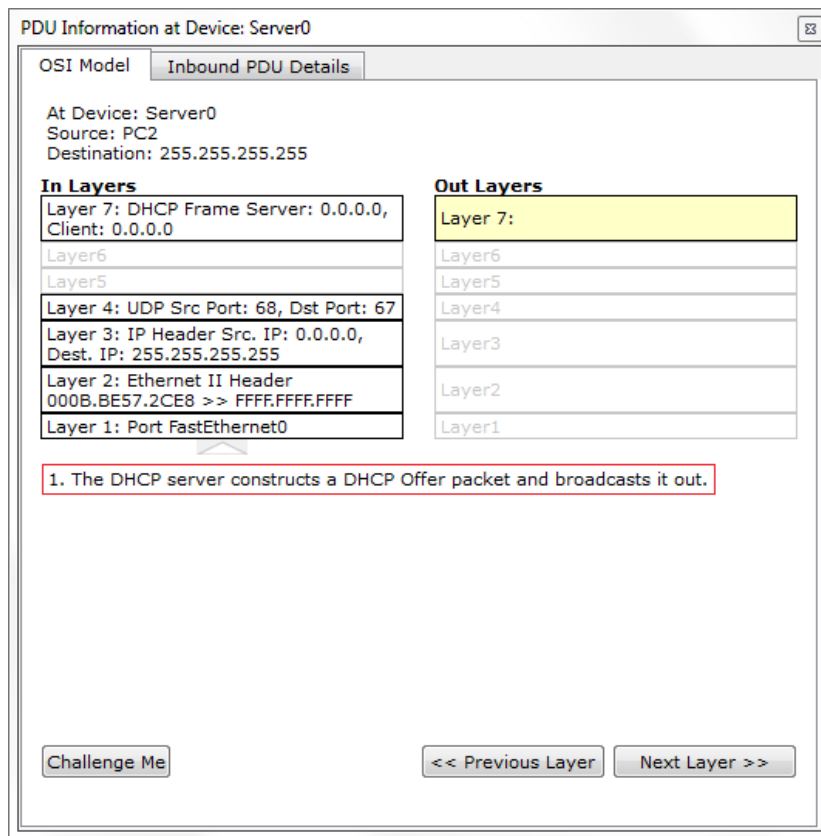 PDU Information at Device: Server0
OSI Model
Inbound PDU Details
At Device: Server0
Source: PC2
Destination: 255.255.255.255
In Layers
Layer 7: DHCP Frame Server: 0.0.0.0,
Client: 0.0.0.0
Layer6
Layer5
Layer 4: UDP Src Port: 68, Dst Port: 67
Layer 3: IP Header Src. IP: 0.0.0.0,
Dest. IP: 255.255.255.255
Layer 2: Ethernet II Header
000B.BE57.2CE8 >> FFFF.FFFF.FFFF
Layer 1: Port FastEthernet0
Out Layers
Layer 7:
Layer6
Layer5
Layer4
Layer3
Layer2
Layer1
1. The DHCP server constructs a DHCP Offer packet and broadcasts it out.
Challenge Me
<< Previous Layer
Next Layer >>